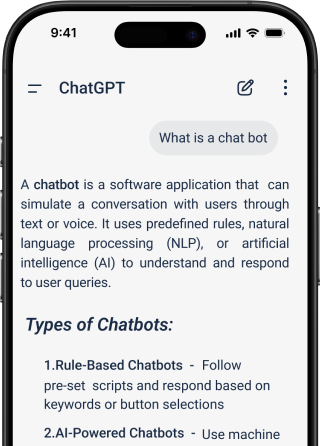 9:41
ChatGPT
What is a chat bot
A chatbot is a software application that can
simulate a conversation with users through
text or voice. It uses predefined rules, natural
language processing (NLP), or artificial
intelligence (AI) to understand and respond
to user queries.
Types of Chatbots:
1.Rule-Based Chatbots - Follow
pre-set scripts and respond based on
keywords or button selections
2.AI-Powered Chatbots - Use machine